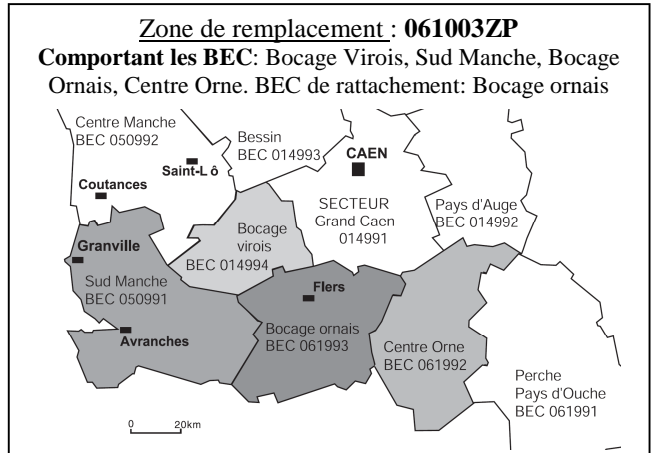 Zone de remplacement : 061003ZP
Comportant les BEC: Bocage Virois, Sud Manche, Bocage
Ornais, Centre Orne. BEC de rattachement: Bocage ornais
Centre Manche
BEC 050992
Bessin
BEC 014993
CAEN
Saint-L ô
Coutances
SECTEUR
Grand Caen
014991
Pays d'Auge
BEC 014992
Granville
Bocage
virois
BEC 014994
Sud Manche
BEC 050991
Flers
Avranches
Bocage ornais
BEC 061993
Centre Orne
BEC 061992
Perche
Pays d'Ouche
BEC 061991
0 20km